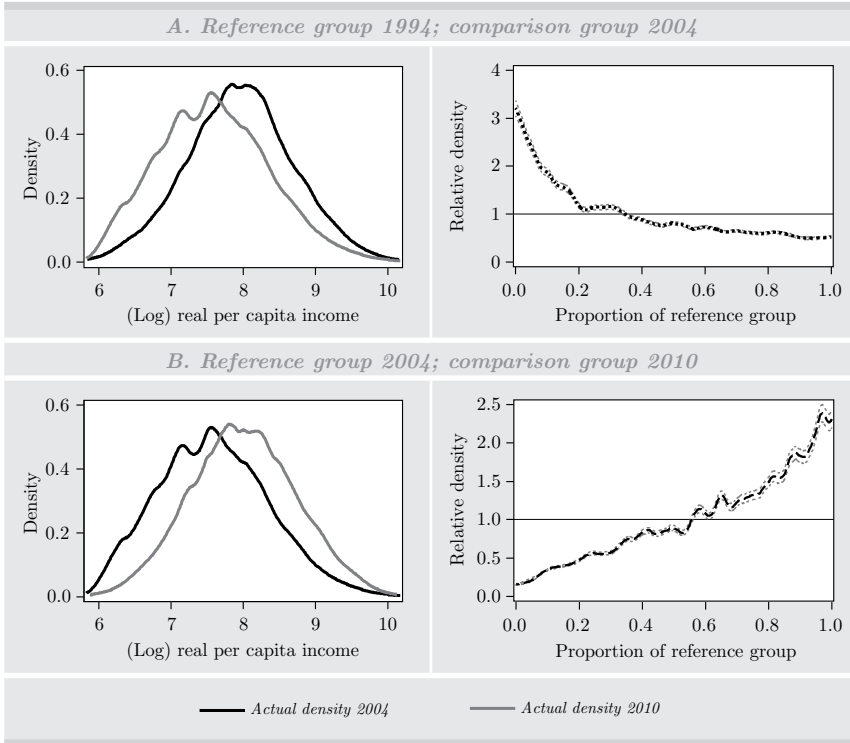 A. Reference group 1994; comparison group 2004
Density
0.6
0.4
0.2
0.0
6 7 8 9 10
(Log) real per capita income
Relative density
4
3
2
1
0
0.0 0.2 0.4 0.6 0.8 1.0
Proportion of reference group
B. Reference group 2004; comparison group 2010
Density
0.6
0.4
0.2
0.0
6 7 8 9 10
(Log) real per capita income
Relative density
2.5
2.0
1.5
1.0
0.5
0.0
0.0 0.2 0.4 0.6 0.8 1.0
Proportion of reference group
Actual density 2004 Actual density 2010